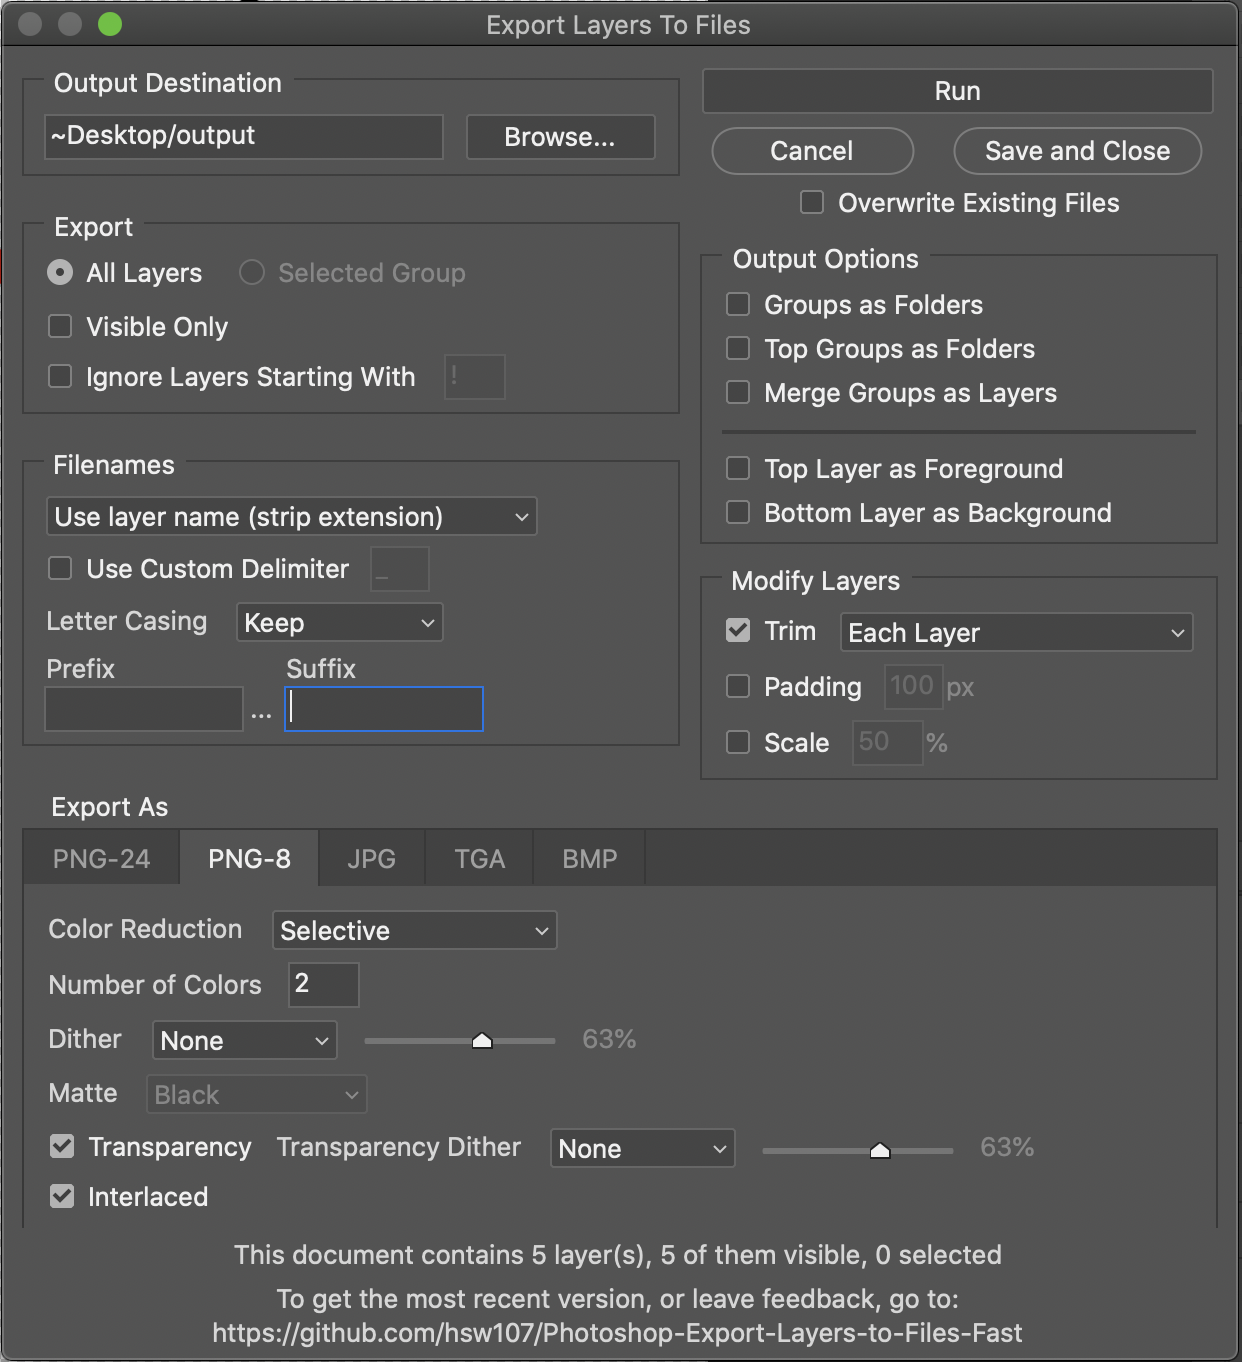 Export Layers To Files
Output Destination
~Desktop/output
Browse...
Run
Cancel
Save and Close
Overwrite Existing Files
Export
All Layers
Selected Group
Visible Only
Ignore Layers Starting With
!
Output Options
Groups as Folders
Top Groups as Folders
Merge Groups as Layers
Top Layer as Foreground
Bottom Layer as Background
Filenames
Use layer name (strip extension)
Use Custom Delimiter
_
Letter Casing
Keep
Prefix
Suffix
...
Modify Layers
Trim
Each Layer
Padding
100 px
Scale
50 %
Export As
PNG-24
PNG-8
JPG
TGA
BMP
Color Reduction
Selective
Number of Colors
2
Dither
None
63%
Matte
Black
Transparency
Transparency Dither
None
63%
Interlaced
This document contains 5 layer(s), 5 of them visible, 0 selected
To get the most recent version, or leave feedback, go to:
https://github.com/hsw107/Photoshop-Export-Layers-to-Files-Fast